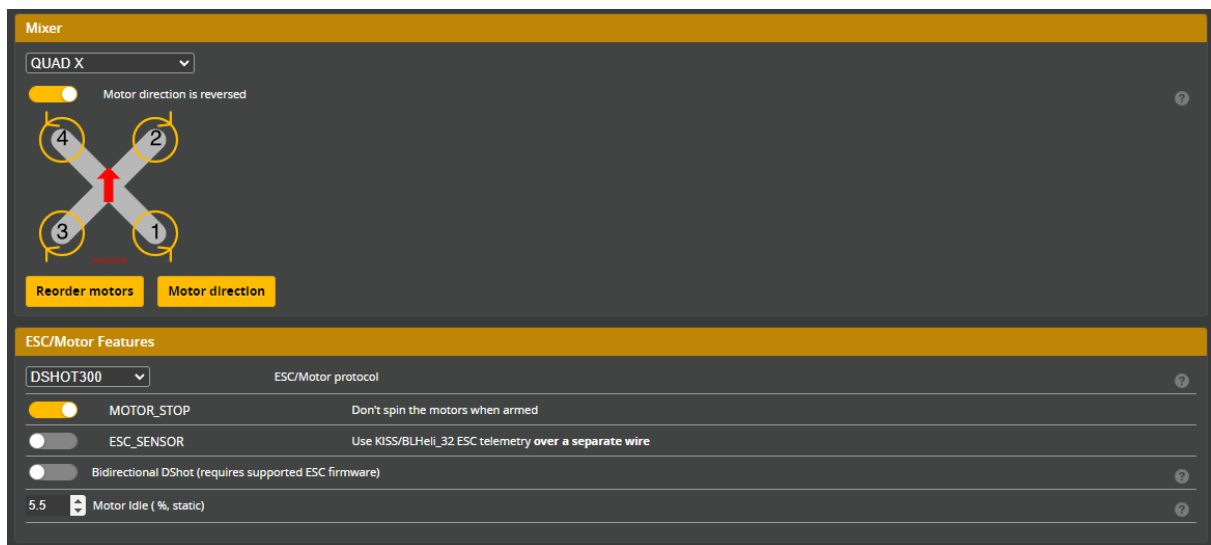 Mixer
QUAD X
Motor direction is reversed
4 2
3 1
Reorder motors Motor direction
ESC/Motor Features
DSHOT300 ESC/Motor protocol
MOTOR_STOP Don't spin the motors when armed
ESC_SENSOR Use KISS/BLHeli_32 ESC telemetry over a separate wire
Bidirectional DShot (requires supported ESC firmware)
5.5 Motor Idle ( %, static)